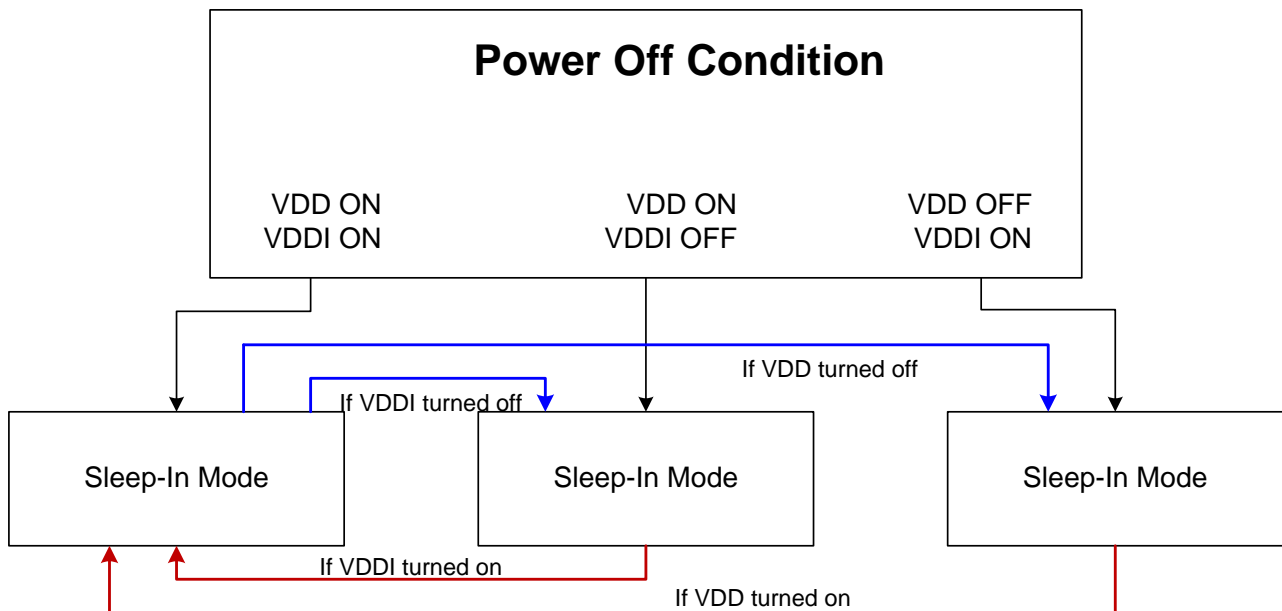 Power Off Condition
VDD ON
VDDI ON
VDD ON
VDDI OFF
VDD OFF
VDDI ON
If VDD turned off
If VDDI turned off
Sleep-In Mode
Sleep-In Mode
Sleep-In Mode
If VDDI turned on
If VDD turned on